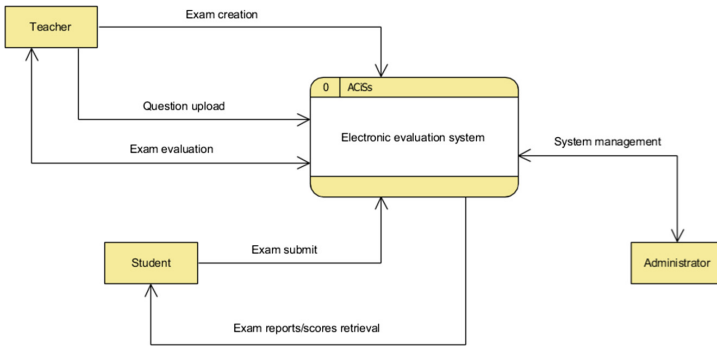 Exam creation
Teacher
0 ACiSs
Question upload
Electronic evaluation system
System management
Exam evaluation
Exam submit
Student
Administrator
Exam reports/scores retrieval